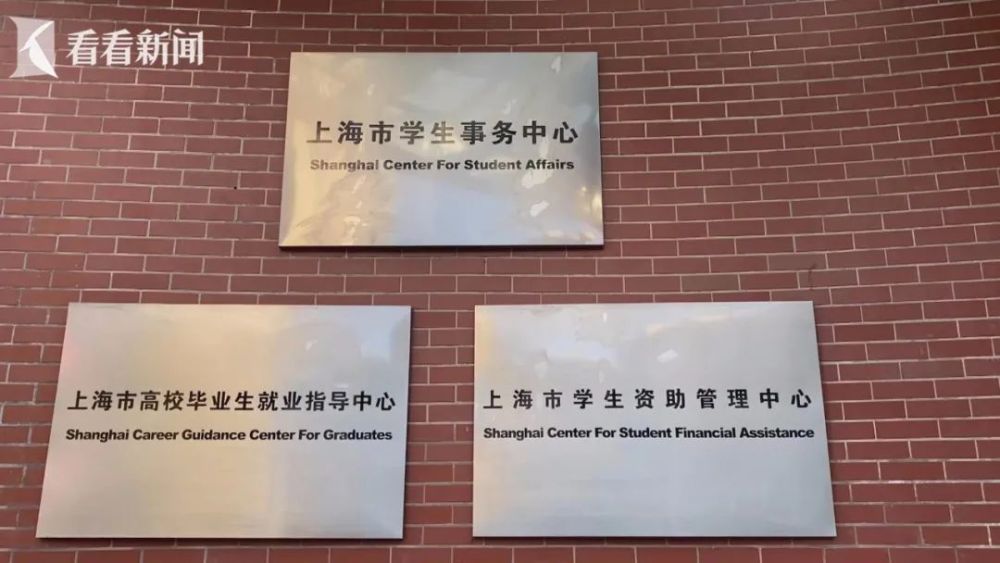 看看新闻
上海市学生事务中心
Shanghai Center For Student Affairs
上海市高校毕业生就业指导中心
Shanghai Career Guidance Center For Graduates
上海市学生资助管理中心
Shanghai Center For Student Financial Assistance